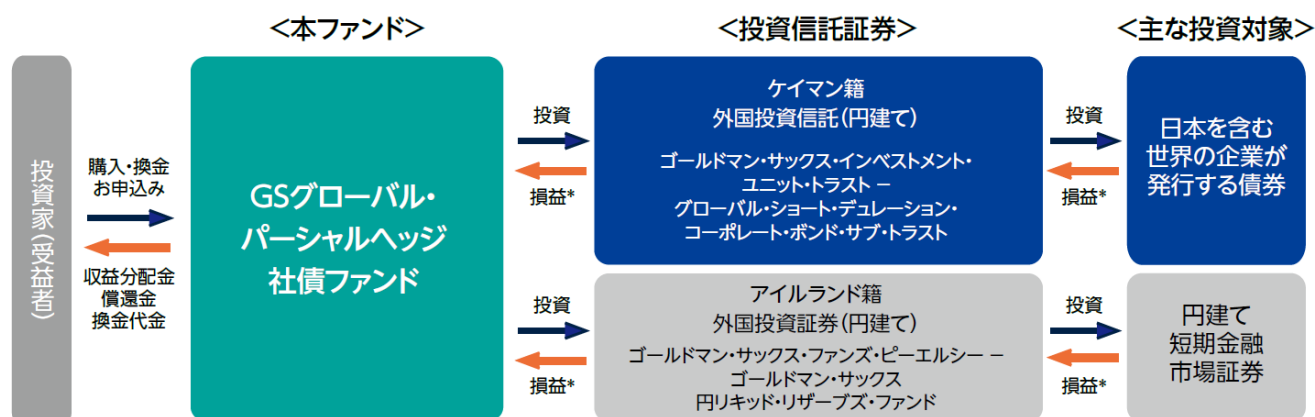 <本ファンド>
<投資信託証券>
<主な投資対象>
投資家(受益者)
購入・換金
お申込み
収益分配金
償還金
換金代金
GSグローバル・
パーシャルヘッジ
社債ファンド
投資
損益*
ケイマン籍
外国投資信託(円建て)
ゴールドマン・サックス・インベストメント・
ユニット・トラスト −
グローバル・ショート・デュレーション・
コーポレート・ボンド・サブ・トラスト
投資
損益*
日本を含む
世界の企業が
発行する債券
投資
損益*
アイルランド籍
外国投資証券(円建て)
ゴールドマン・サックス・ファンズ・ピーエルシー −
ゴールドマン・サックス
円リキッド・リザーブズ・ファンド
投資
損益*
円建て
短期金融
市場証券